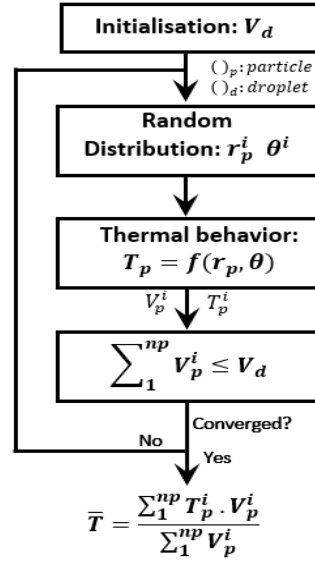 Initialisation: V_d
()_p: particle
()_d: droplet
Random
Distribution: r_p^i θ^i
Thermal behavior:
T_p = f(r_p, θ)
V_p^i T_p^i
∑_1^{np} V_p^i ≤ V_d
Converged?
No
Yes
T̅ = ∑_1^{np} T_p^i . V_p^i / ∑_1^{np} V_p^i